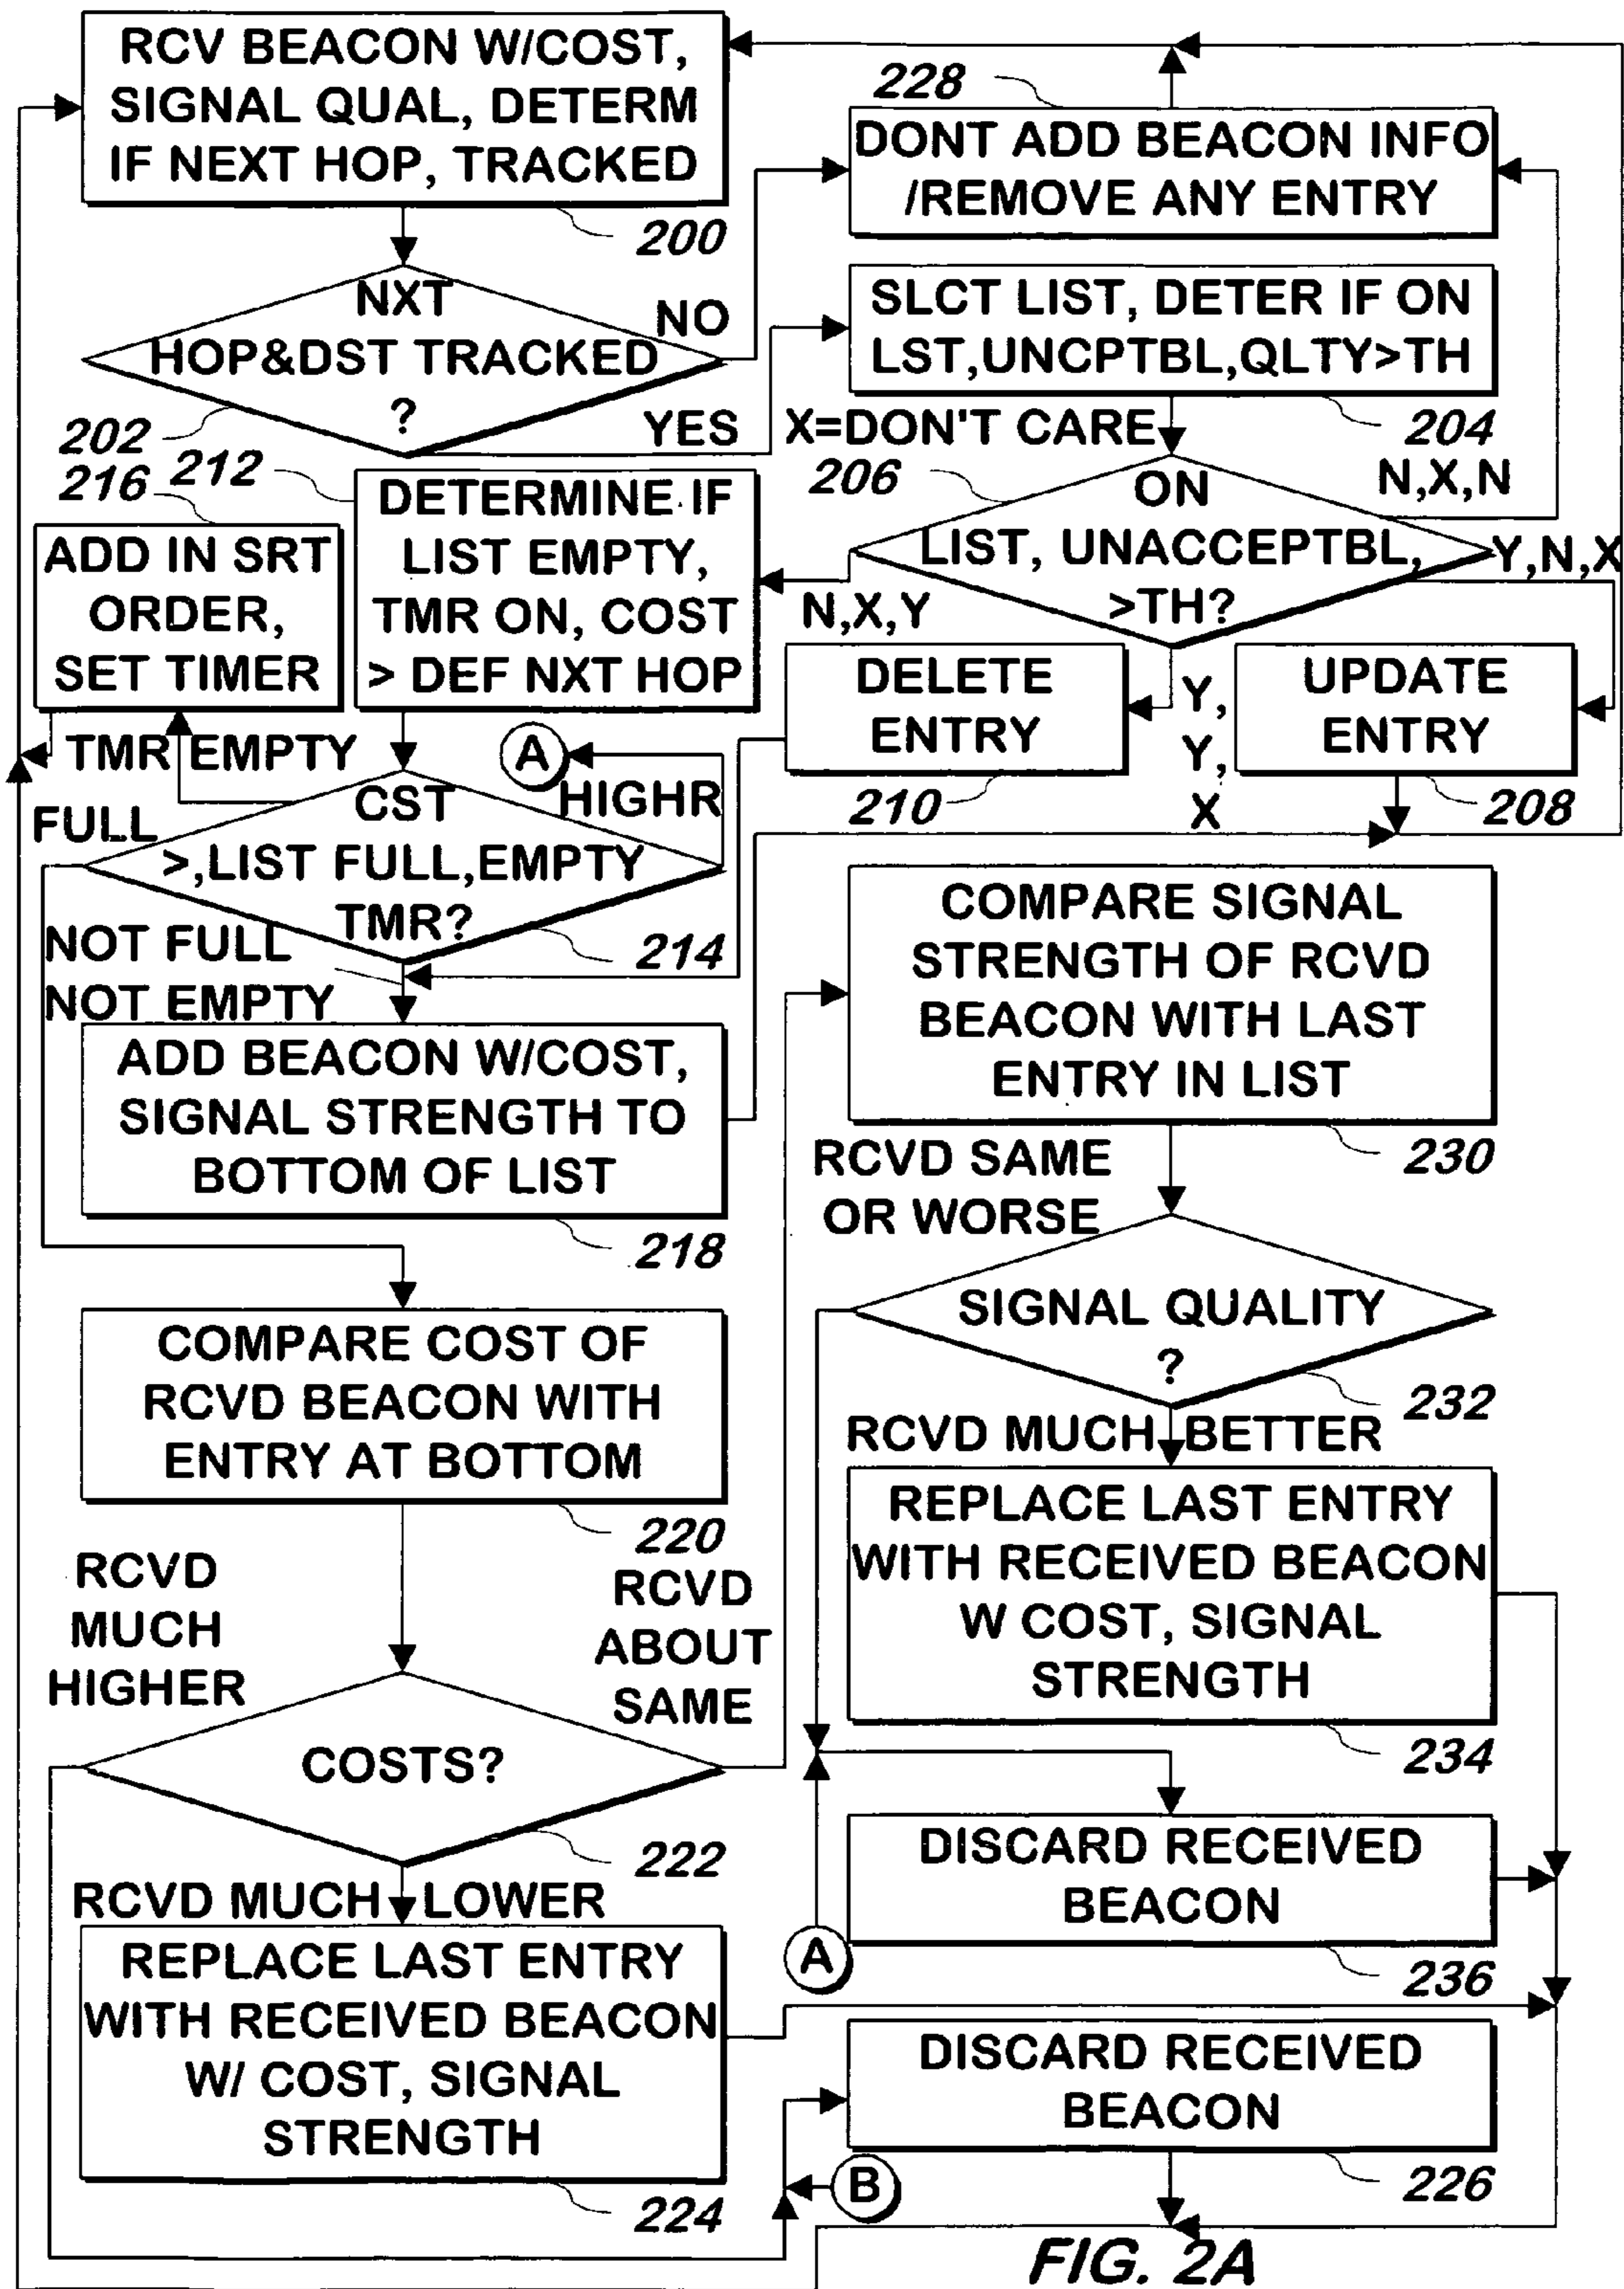 RCV BEACON W/COST,
SIGNAL QUAL, DETERM
IF NEXT HOP, TRACKED
200
228
DONT ADD BEACON INFO
/REMOVE ANY ENTRY
NXT
HOP&DST TRACKED
?
NO
YES
202
SLCT LIST, DETER IF ON
LST,UNCPTBL,QLTY>TH
204
X=DON'T CARE
206
ON
LIST, UNACCEPTBL,
>TH?
N,X,N
Y,N,X
N,X,Y
Y,
Y,
X
216
ADD IN SRT
ORDER,
SET TIMER
212
DETERMINE IF
LIST EMPTY,
TMR ON, COST
> DEF NXT HOP
DELETE
ENTRY
210
UPDATE
ENTRY
208
TMR EMPTY
A
HIGHR
FULL
CST
>,LIST FULL,EMPTY
TMR?
214
NOT FULL
NOT EMPTY
ADD BEACON W/COST,
SIGNAL STRENGTH TO
BOTTOM OF LIST
218
COMPARE SIGNAL
STRENGTH OF RCVD
BEACON WITH LAST
ENTRY IN LIST
230
RCVD SAME
OR WORSE
SIGNAL QUALITY
?
232
RCVD MUCH BETTER
COMPARE COST OF
RCVD BEACON WITH
ENTRY AT BOTTOM
220
REPLACE LAST ENTRY
WITH RECEIVED BEACON
W COST, SIGNAL
STRENGTH
234
RCVD
MUCH
HIGHER
RCVD
ABOUT
SAME
COSTS?
222
RCVD MUCH LOWER
DISCARD RECEIVED
BEACON
236
A
REPLACE LAST ENTRY
WITH RECEIVED BEACON
W/ COST, SIGNAL
STRENGTH
224
DISCARD RECEIVED
BEACON
226
B
FIG. 2A